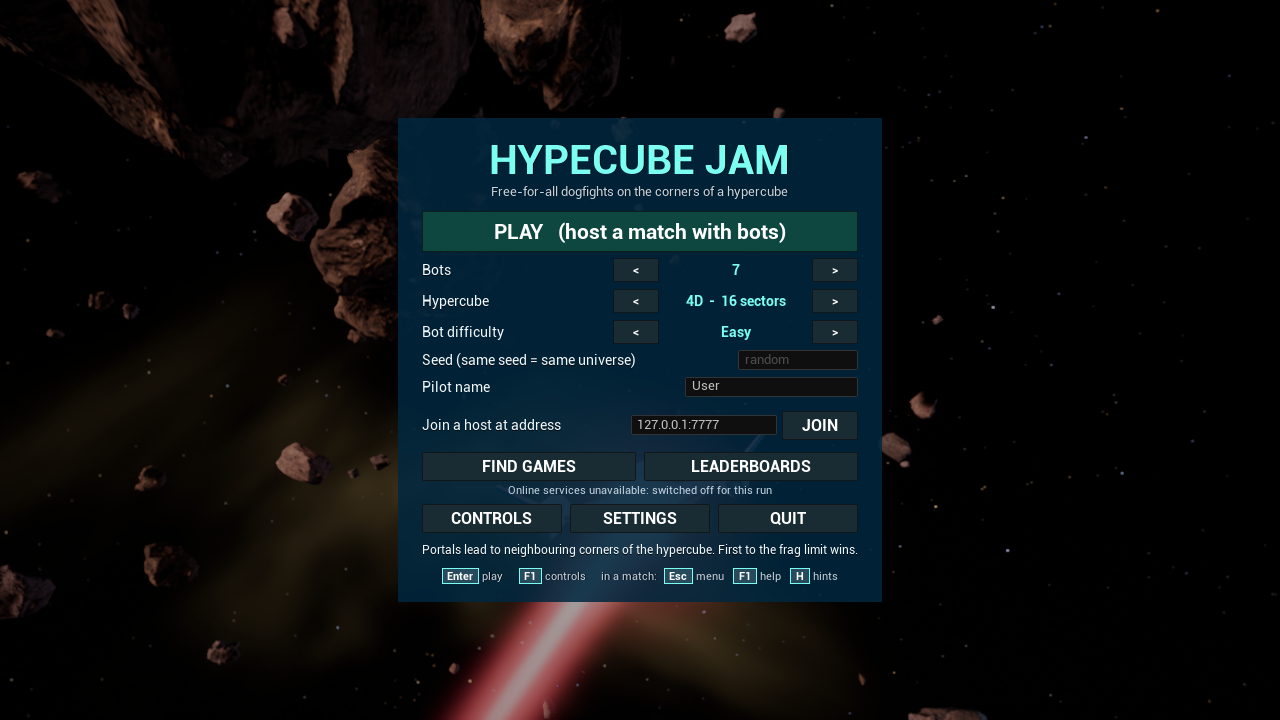 HYPECUBE JAM
Free-for-all dogfights on the corners of a hypercube
PLAY (host a match with bots)
Bots < 7 >
Hypercube < 4D - 16 sectors >
Bot difficulty < Easy >
Seed (same seed = same universe) random
Pilot name User
Join a host at address 127.0.0.1:7777 JOIN
FIND GAMES LEADERBOARDS
Online services unavailable: switched off for this run
CONTROLS SETTINGS QUIT
Portals lead to neighbouring corners of the hypercube. First to the frag limit wins.
Enter play F1 controls in a match: Esc menu F1 help H hints